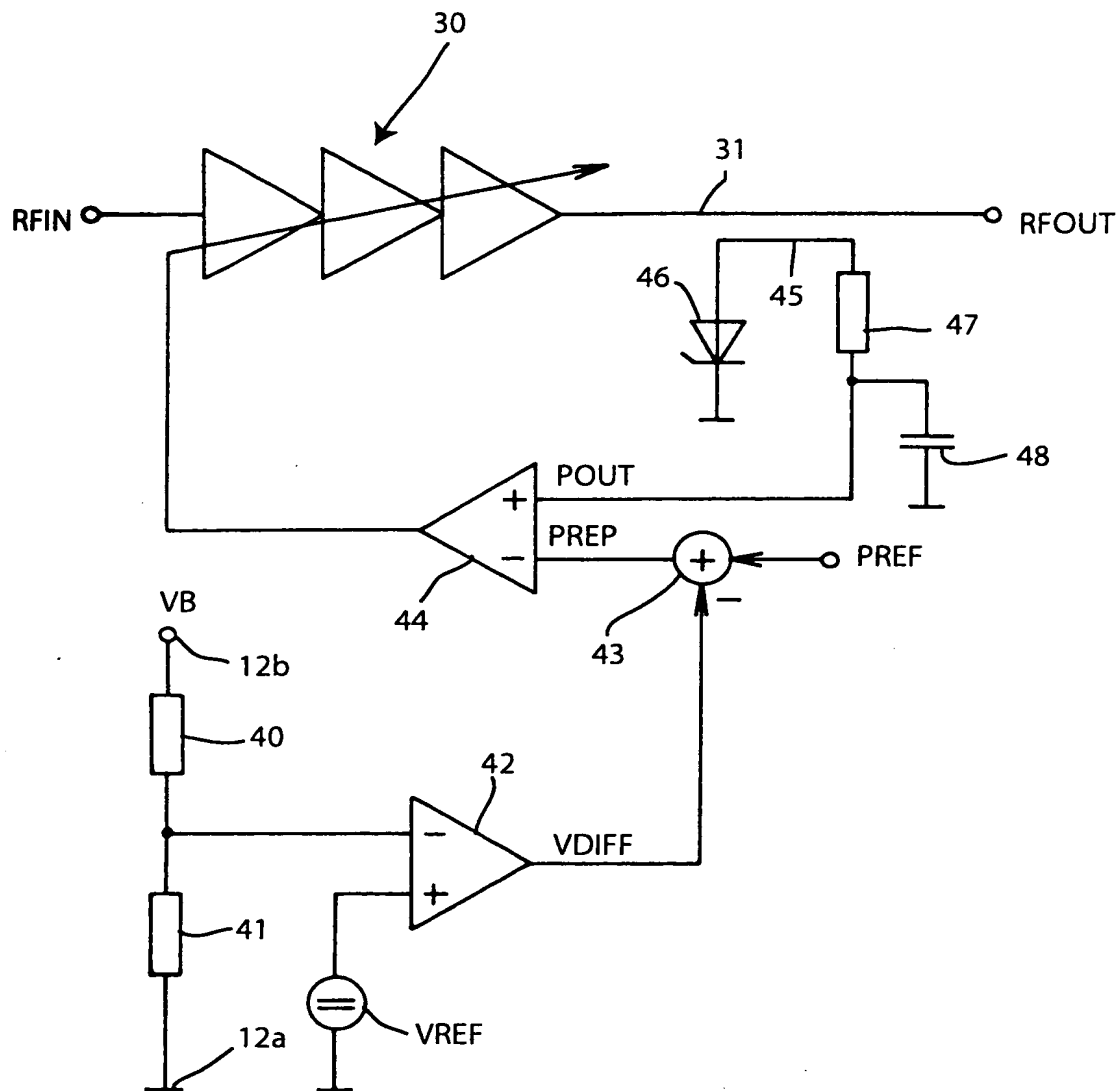 30
31
RFIN
RFOUT
46
45
47
48
POUT
+
PREP
−
+
PREF
44
43
−
VB
12b
40
42
−
VDIFF
+
41
VREF
12a